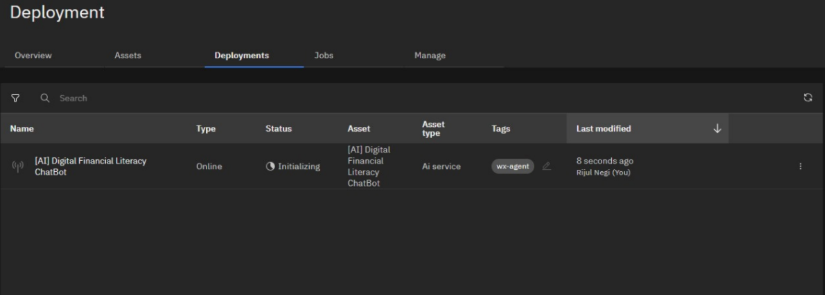 Deployment
Overview Assets Deployments Jobs Manage
Search
Name Type Status Asset Asset type Tags Last modified
[AI] Digital Financial Literacy ChatBot Online Initializing [AI] Digital Financial Literacy ChatBot Ai service wx-agent 8 seconds ago
Rijul Negi (You)